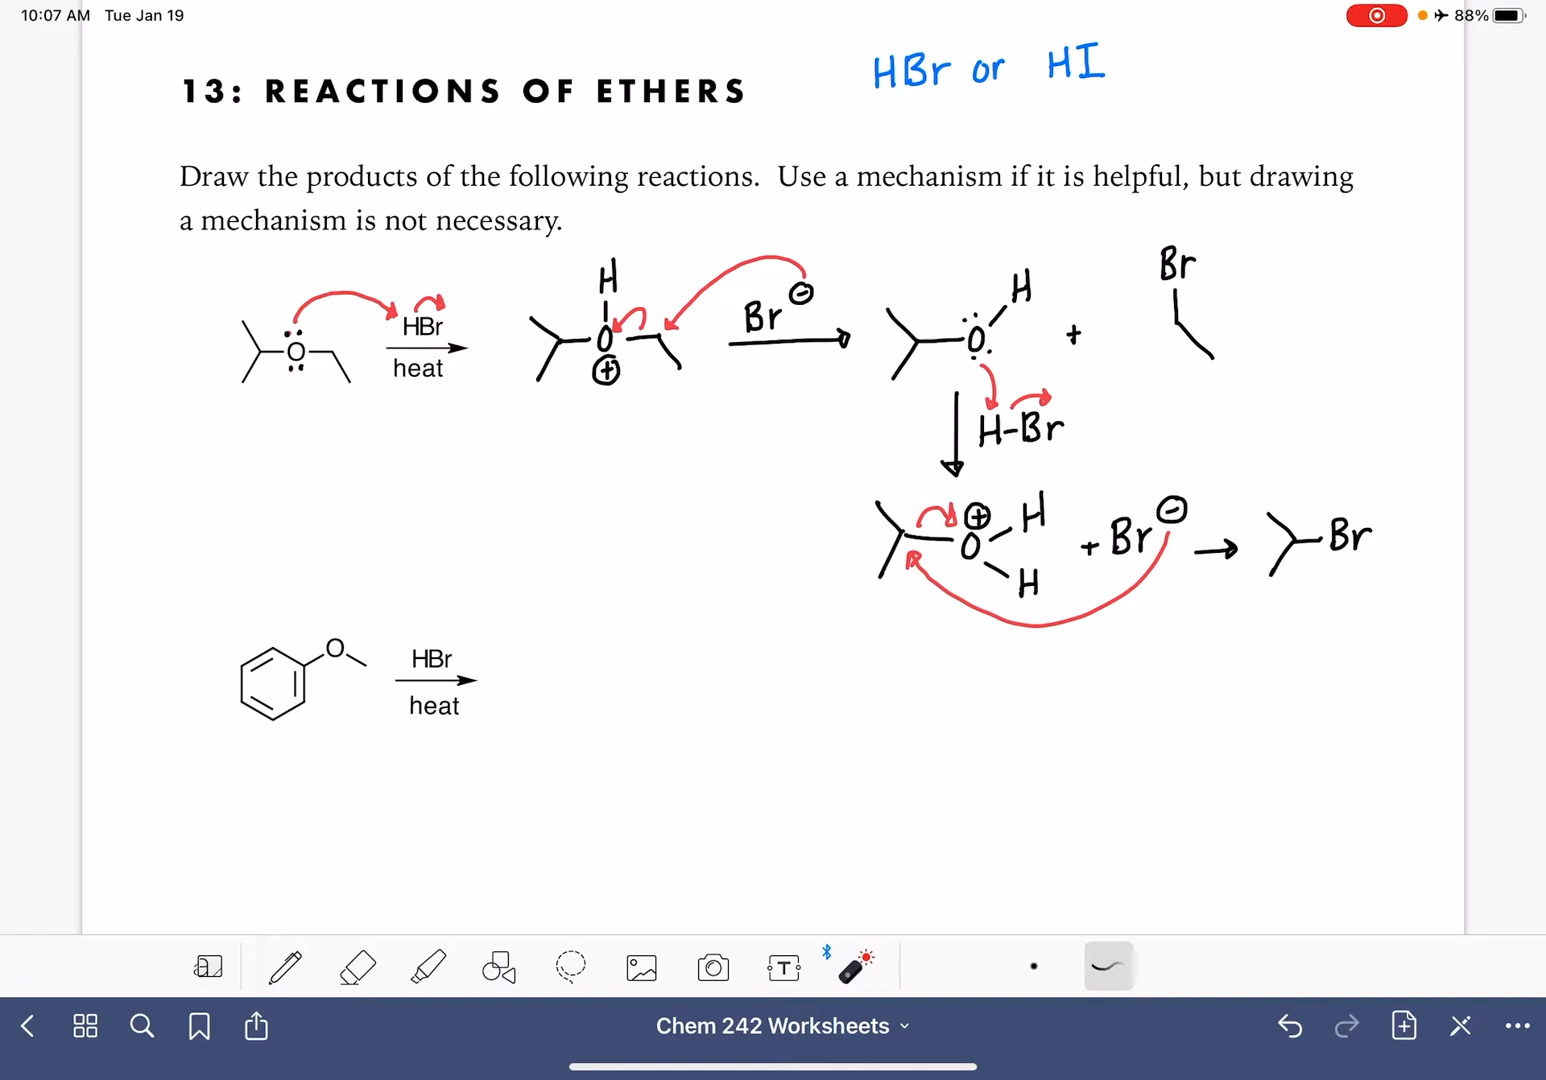 10:07 AM Tue Jan 19
88%
HBr or HI
13: REACTIONS OF ETHERS
Draw the products of the following reactions. Use a mechanism if it is helpful, but drawing
a mechanism is not necessary.
O
HBr
heat
H
O
⊕
Br ⊖
O
H
+
Br
H-Br
⊕
O
H
H
+ Br ⊖
Br
O
HBr
heat
T
Chem 242 Worksheets